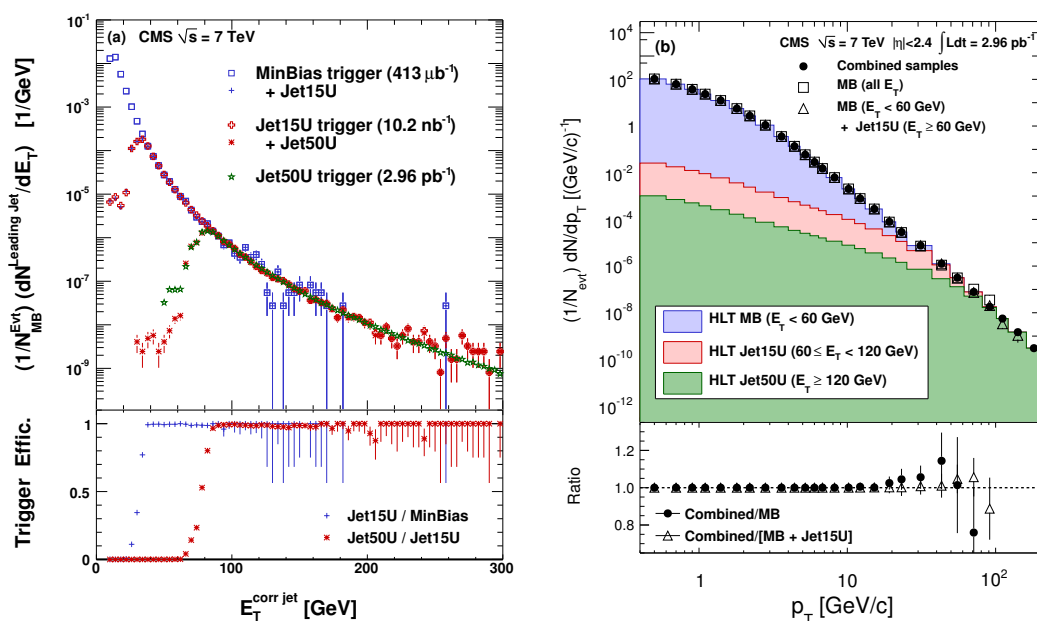 (a) CMS √s = 7 TeV
MinBias trigger (413 μb⁻¹)
+ Jet15U
Jet15U trigger (10.2 nb⁻¹)
+ Jet50U
Jet50U trigger (2.96 pb⁻¹)
(1/N_MB^Evt) (dN^Leading Jet/dE_T) [1/GeV]
10⁻¹
10⁻³
10⁻⁵
10⁻⁷
10⁻⁹
Trigger Effic.
1
0.5
0
Jet15U / MinBias
Jet50U / Jet15U
0 100 200 300
E_T^corr jet [GeV]
(b) CMS √s = 7 TeV |η|<2.4 ∫Ldt = 2.96 pb⁻¹
Combined samples
MB (all E_T)
MB (E_T < 60 GeV)
+ Jet15U (E_T ≥ 60 GeV)
(1/N_evt) dN/dp_T [(GeV/c)⁻¹]
10²
1
10⁻²
10⁻⁴
10⁻⁶
10⁻⁸
10⁻¹⁰
10⁻¹²
HLT MB (E_T < 60 GeV)
HLT Jet15U (60 ≤ E_T < 120 GeV)
HLT Jet50U (E_T ≥ 120 GeV)
Ratio
1.2
1.0
0.8
Combined/MB
Combined/[MB + Jet15U]
1 10 10²
p_T [GeV/c]